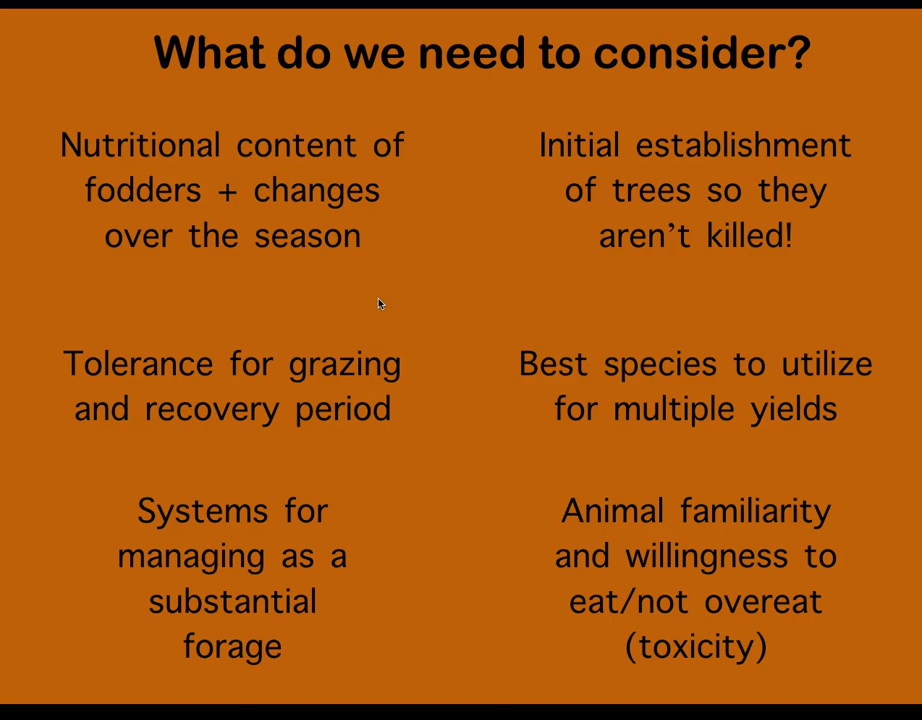 What do we need to consider?
Nutritional content of
fodders + changes
over the season
Initial establishment
of trees so they
aren't killed!
Tolerance for grazing
and recovery period
Best species to utilize
for multiple yields
Systems for
managing as a
substantial
forage
Animal familiarity
and willingness to
eat/not overeat
(toxicity)